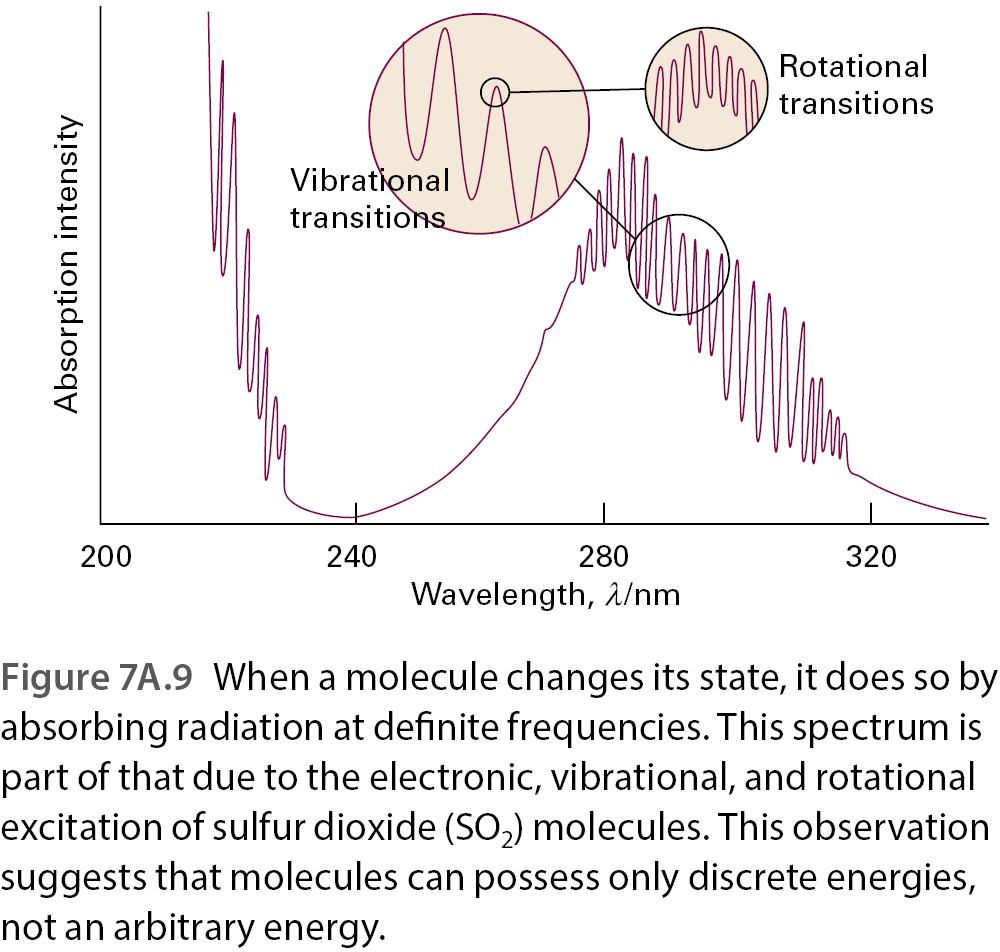 Rotational
transitions
Vibrational
transitions
Absorption intensity
200
240
280
320
Wavelength, λ/nm
Figure 7A.9 When a molecule changes its state, it does so by
absorbing radiation at definite frequencies. This spectrum is
part of that due to the electronic, vibrational, and rotational
excitation of sulfur dioxide (SO₂) molecules. This observation
suggests that molecules can possess only discrete energies,
not an arbitrary energy.